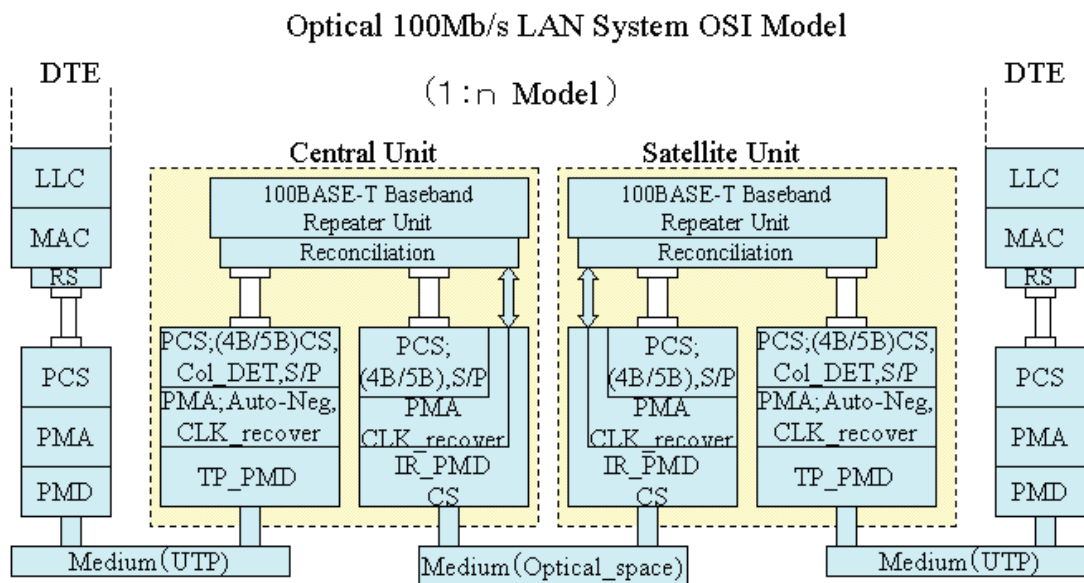 Optical 100Mb/s LAN System OSI Model
(1:n Model)
DTE
LLC
MAC
RS
PCS
PMA
PMD
Medium(UTP)
Central Unit
100BASE-T Baseband
Repeater Unit
Reconciliation
PCS;(4B/5B)CS,
Col_DET,S/P
PMA;Auto-Neg,
CLK_recover
TP_PMD
PCS;
(4B/5B),S/P
PMA
CLK_recover
IR_PMD
CS
Medium(Optical_space)
Satellite Unit
100BASE-T Baseband
Repeater Unit
Reconciliation
PCS;
(4B/5B),S/P
PMA
CLK_recover
IR_PMD
CS
PCS;(4B/5B)CS,
Col_DET,S/P
PMA;Auto-Neg,
CLK_recover
TP_PMD
DTE
LLC
MAC
RS
PCS
PMA
PMD
Medium(UTP)